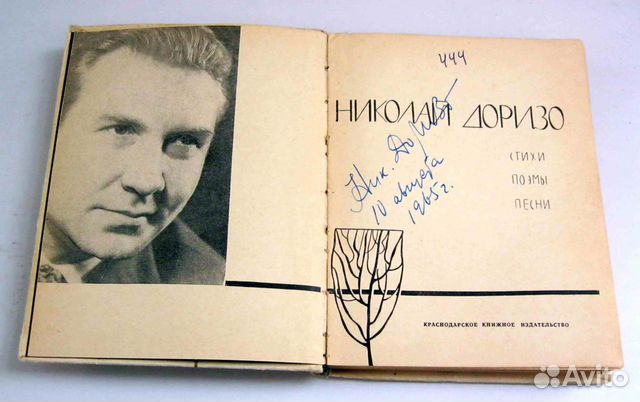 444
НИКОЛАЙ ДОРИЗО
Ник. Доризо
10 августа
1965 г.
СТИХИ
ПОЭМЫ
ПЕСНИ
КРАСНОДАРСКОЕ КНИЖНОЕ ИЗДАТЕЛЬСТВО
Avito